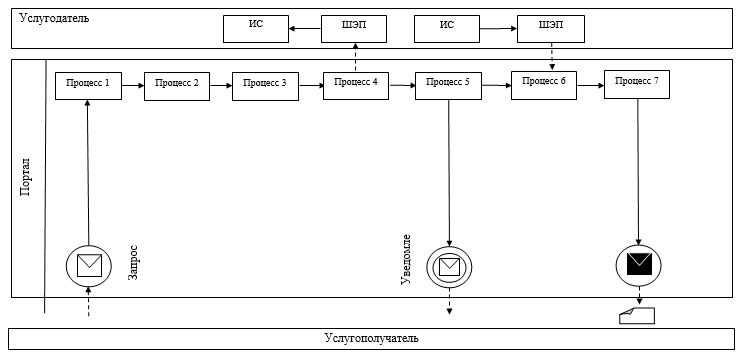 Услугодатель
ИС
ШЭП
ИС
ШЭП
Процесс 1
Процесс 2
Процесс 3
Процесс 4
Процесс 5
Процесс 6
Процесс 7
Портал
Запрос
Уведомле
Услугополучатель